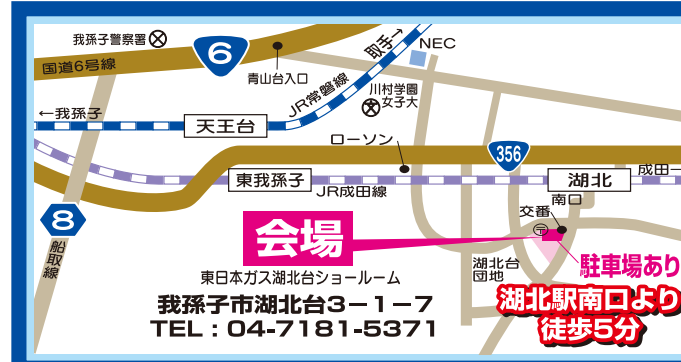 我孫子警察署
6
国道6号線
青山台入口
取手→
NEC
JR常磐線
川村学園
女子大
←我孫子
天王台
ローソン
356
東我孫子
JR成田線
湖北
成田→
南口
交番
8
船取線
会場
湖北台
団地
駐車場あり
東日本ガス湖北台ショールーム
我孫子市湖北台3−1−7
TEL：04-7181-5371
湖北駅南口より
徒歩5分